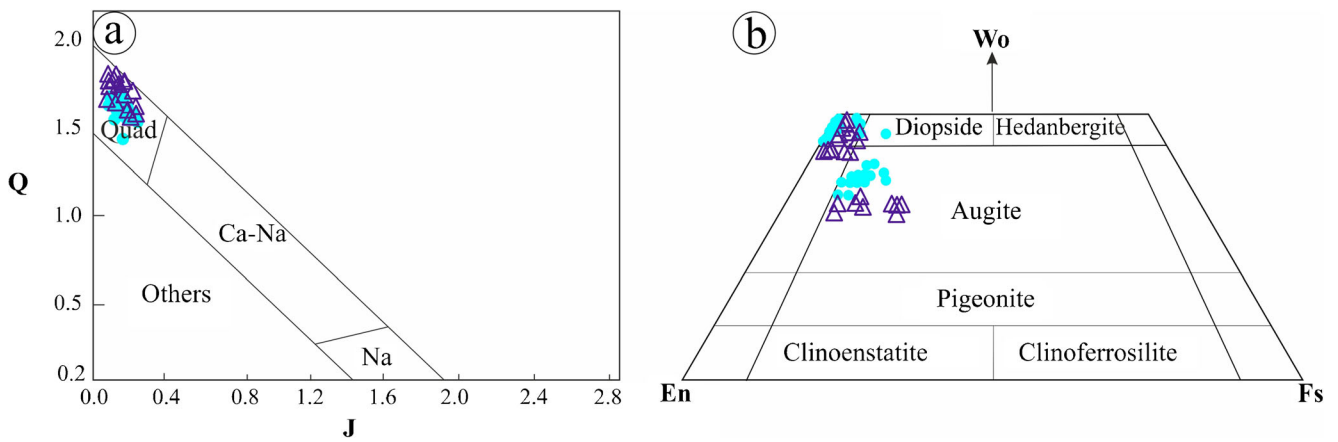 a
2.0
1.5
1.0
0.5
0.2
Q
Quad
Ca-Na
Others
Na
0.0 0.4 0.8 1.2 1.6 2.0 2.4 2.8
J
b
Wo
Diopside Hedanbergite
Augite
Pigeonite
Clinoenstatite Clinoferrosilite
En Fs